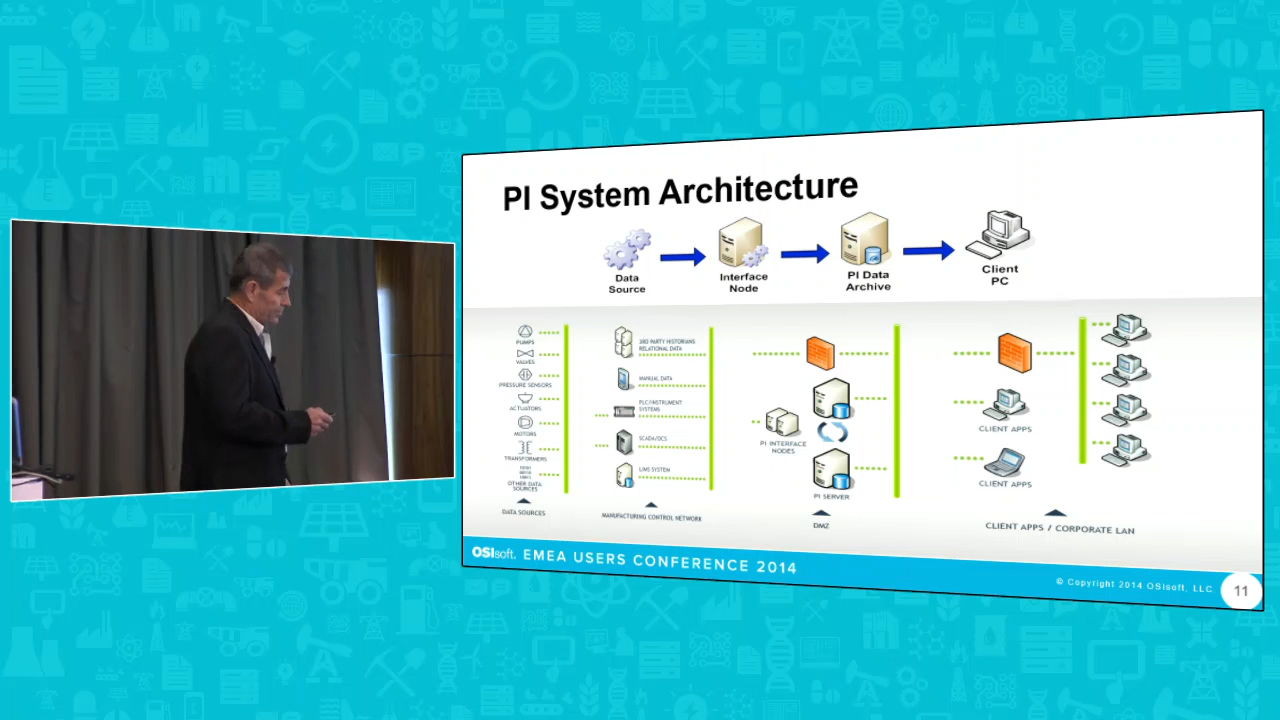 PI System Architecture
Data
Source
Interface
Node
PI Data
Archive
Client
PC
PUMPS
VALVES
PRESSURE SENSORS
ACTUATORS
MOTORS
TRANSFORMERS
OTHER DATA
SOURCES
DATA SOURCES
3RD PARTY HISTORIANS
RELATIONAL DATA
MANUAL DATA
PLC/INSTRUMENT
SYSTEMS
SCADA/DCS
LIMS SYSTEM
MANUFACTURING CONTROL NETWORK
PI INTERFACE
NODES
PI SERVER
DMZ
CLIENT APPS
CLIENT APPS
CLIENT APPS / CORPORATE LAN
OSIsoft. EMEA USERS CONFERENCE 2014
© Copyright 2014 OSIsoft, LLC
11